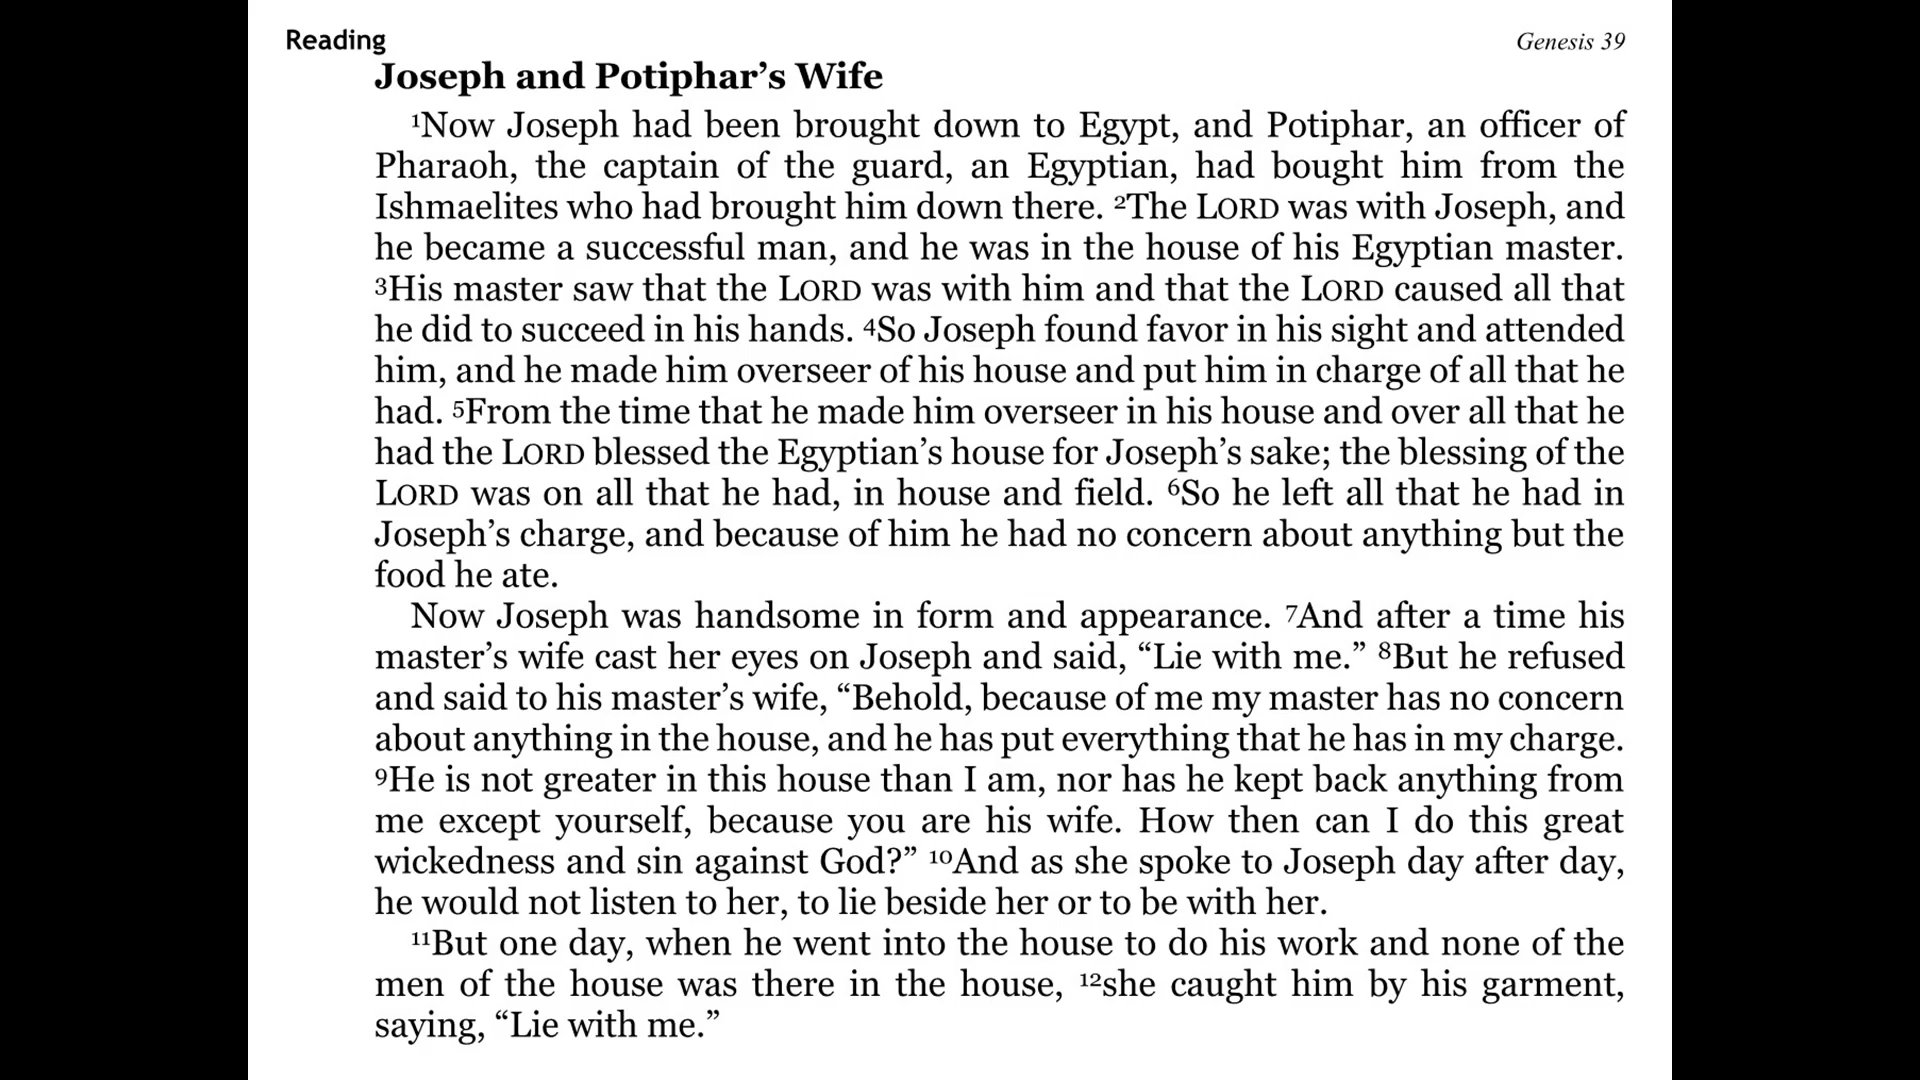 Reading
Genesis 39
Joseph and Potiphar’s Wife
¹Now Joseph had been brought down to Egypt, and Potiphar, an officer of
Pharaoh, the captain of the guard, an Egyptian, had bought him from the
Ishmaelites who had brought him down there. ²The LORD was with Joseph, and
he became a successful man, and he was in the house of his Egyptian master.
³His master saw that the LORD was with him and that the LORD caused all that
he did to succeed in his hands. ⁴So Joseph found favor in his sight and attended
him, and he made him overseer of his house and put him in charge of all that he
had. ⁵From the time that he made him overseer in his house and over all that he
had the LORD blessed the Egyptian’s house for Joseph’s sake; the blessing of the
LORD was on all that he had, in house and field. ⁶So he left all that he had in
Joseph’s charge, and because of him he had no concern about anything but the
food he ate.
Now Joseph was handsome in form and appearance. ⁷And after a time his
master’s wife cast her eyes on Joseph and said, “Lie with me.” ⁸But he refused
and said to his master’s wife, “Behold, because of me my master has no concern
about anything in the house, and he has put everything that he has in my charge.
⁹He is not greater in this house than I am, nor has he kept back anything from
me except yourself, because you are his wife. How then can I do this great
wickedness and sin against God?” ¹⁰And as she spoke to Joseph day after day,
he would not listen to her, to lie beside her or to be with her.
¹¹But one day, when he went into the house to do his work and none of the
men of the house was there in the house, ¹²she caught him by his garment,
saying, “Lie with me.”